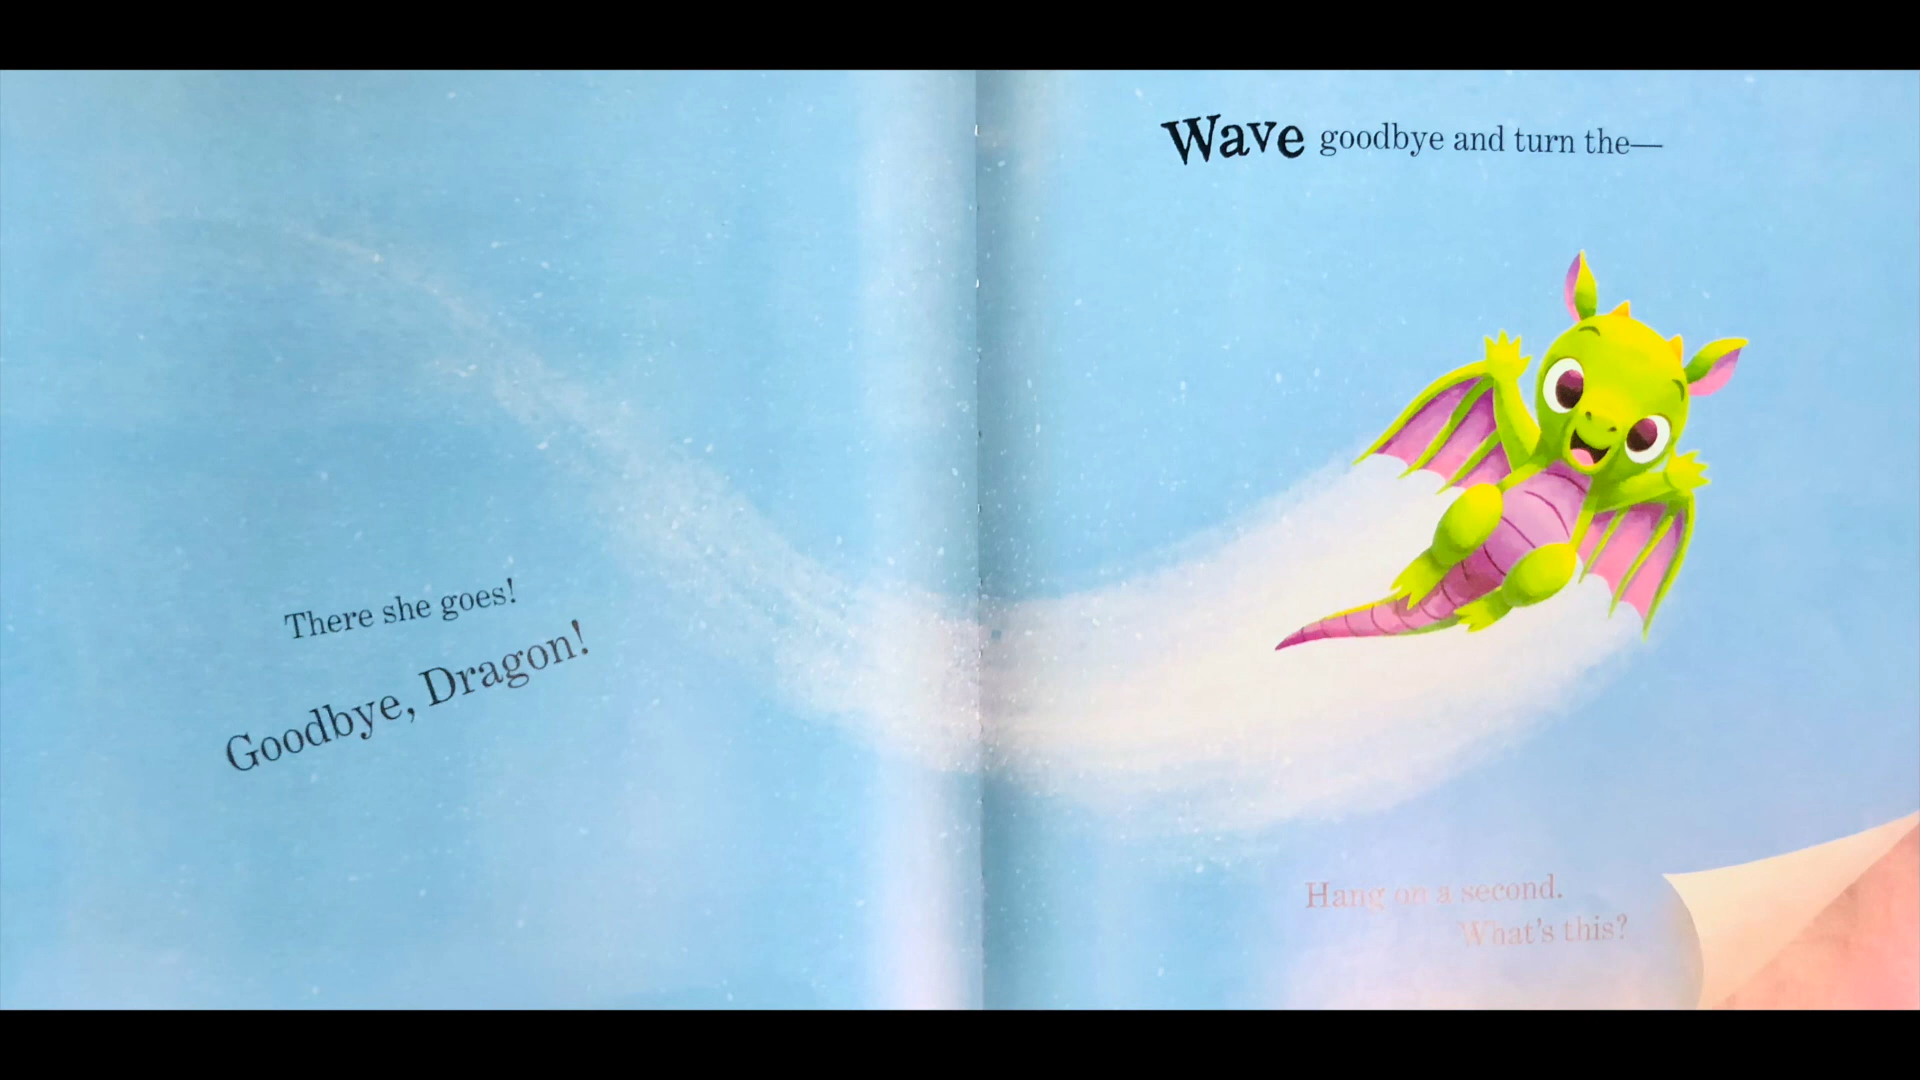 There she goes!
Goodbye, Dragon!
Wave goodbye and turn the—
Hang on a second.
What's this?